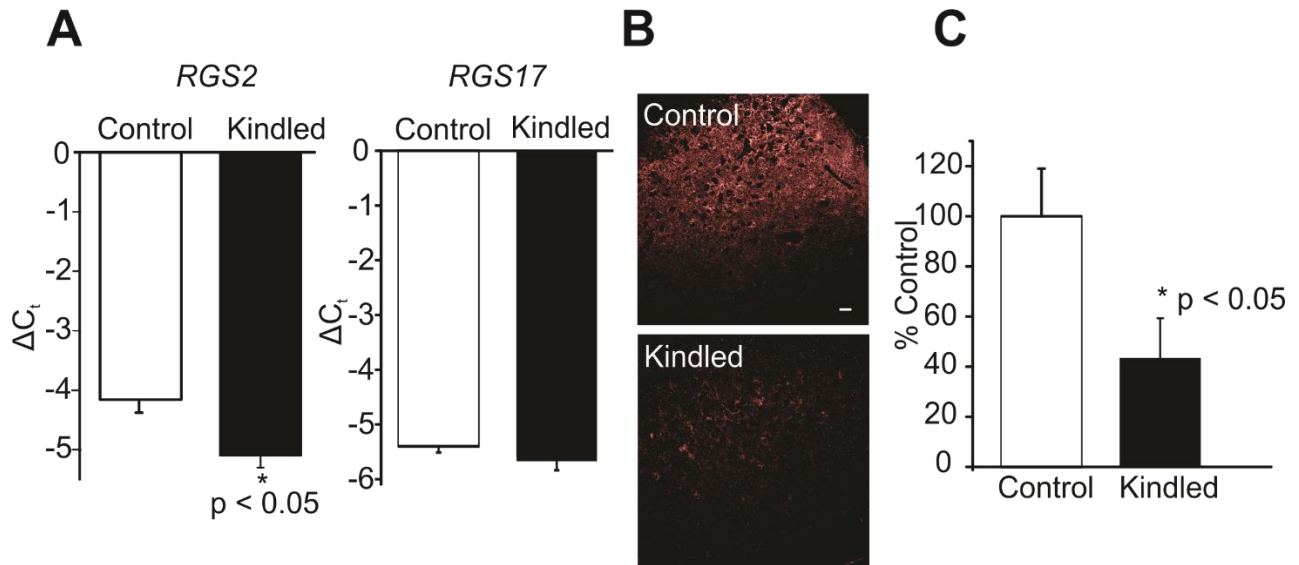 A
RGS2
Control Kindled
0
-1
-2
-3
-4
-5
ΔCt
*
p < 0.05
RGS17
Control Kindled
0
-1
-2
-3
-4
-5
-6
ΔCt
B
Control
Kindled
C
% Control
120
100
80
60
40
20
0
* p < 0.05
Control Kindled